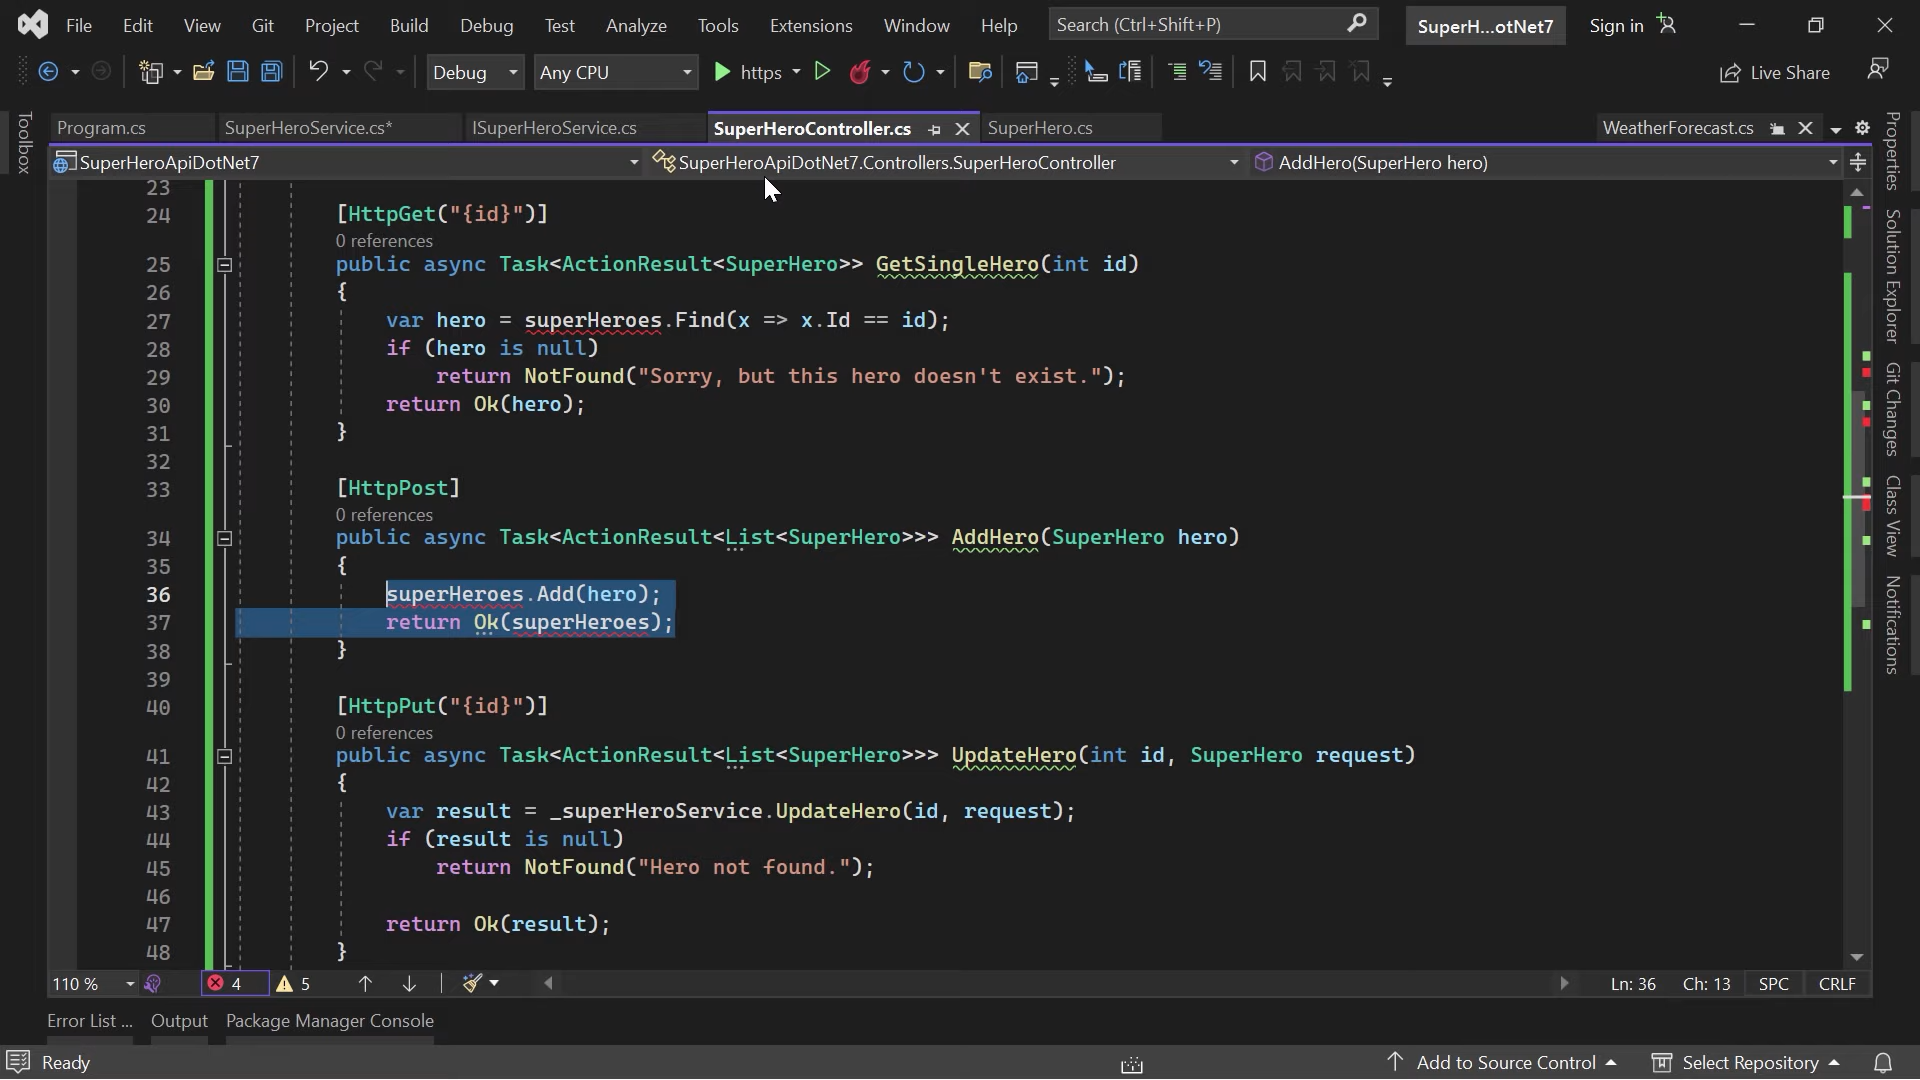 File Edit View Git Project Build Debug Test Analyze Tools Extensions Window Help Search (Ctrl+Shift+P) SuperH...otNet7 Sign in
Debug Any CPU https Live Share
Toolbox
Program.cs SuperHeroService.cs* ISuperHeroService.cs SuperHeroController.cs SuperHero.cs WeatherForecast.cs
SuperHeroApiDotNet7 SuperHeroApiDotNet7.Controllers.SuperHeroController AddHero(SuperHero hero)
23
24 [HttpGet("{id}")]
0 references
25 public async Task<ActionResult<SuperHero>> GetSingleHero(int id)
26 {
27 var hero = superHeroes.Find(x => x.Id == id);
28 if (hero is null)
29 return NotFound("Sorry, but this hero doesn't exist.");
30 return Ok(hero);
31 }
32
33 [HttpPost]
0 references
34 public async Task<ActionResult<List<SuperHero>>> AddHero(SuperHero hero)
35 {
36 superHeroes.Add(hero);
37 return Ok(superHeroes);
38 }
39
40 [HttpPut("{id}")]
0 references
41 public async Task<ActionResult<List<SuperHero>>> UpdateHero(int id, SuperHero request)
42 {
43 var result = _superHeroService.UpdateHero(id, request);
44 if (result is null)
45 return NotFound("Hero not found.");
46
47 return Ok(result);
48 }
Properties
Solution Explorer
Git Changes
Class View
Notifications
110 % 4 5 Ln: 36 Ch: 13 SPC CRLF
Error List ... Output Package Manager Console
Ready Add to Source Control Select Repository